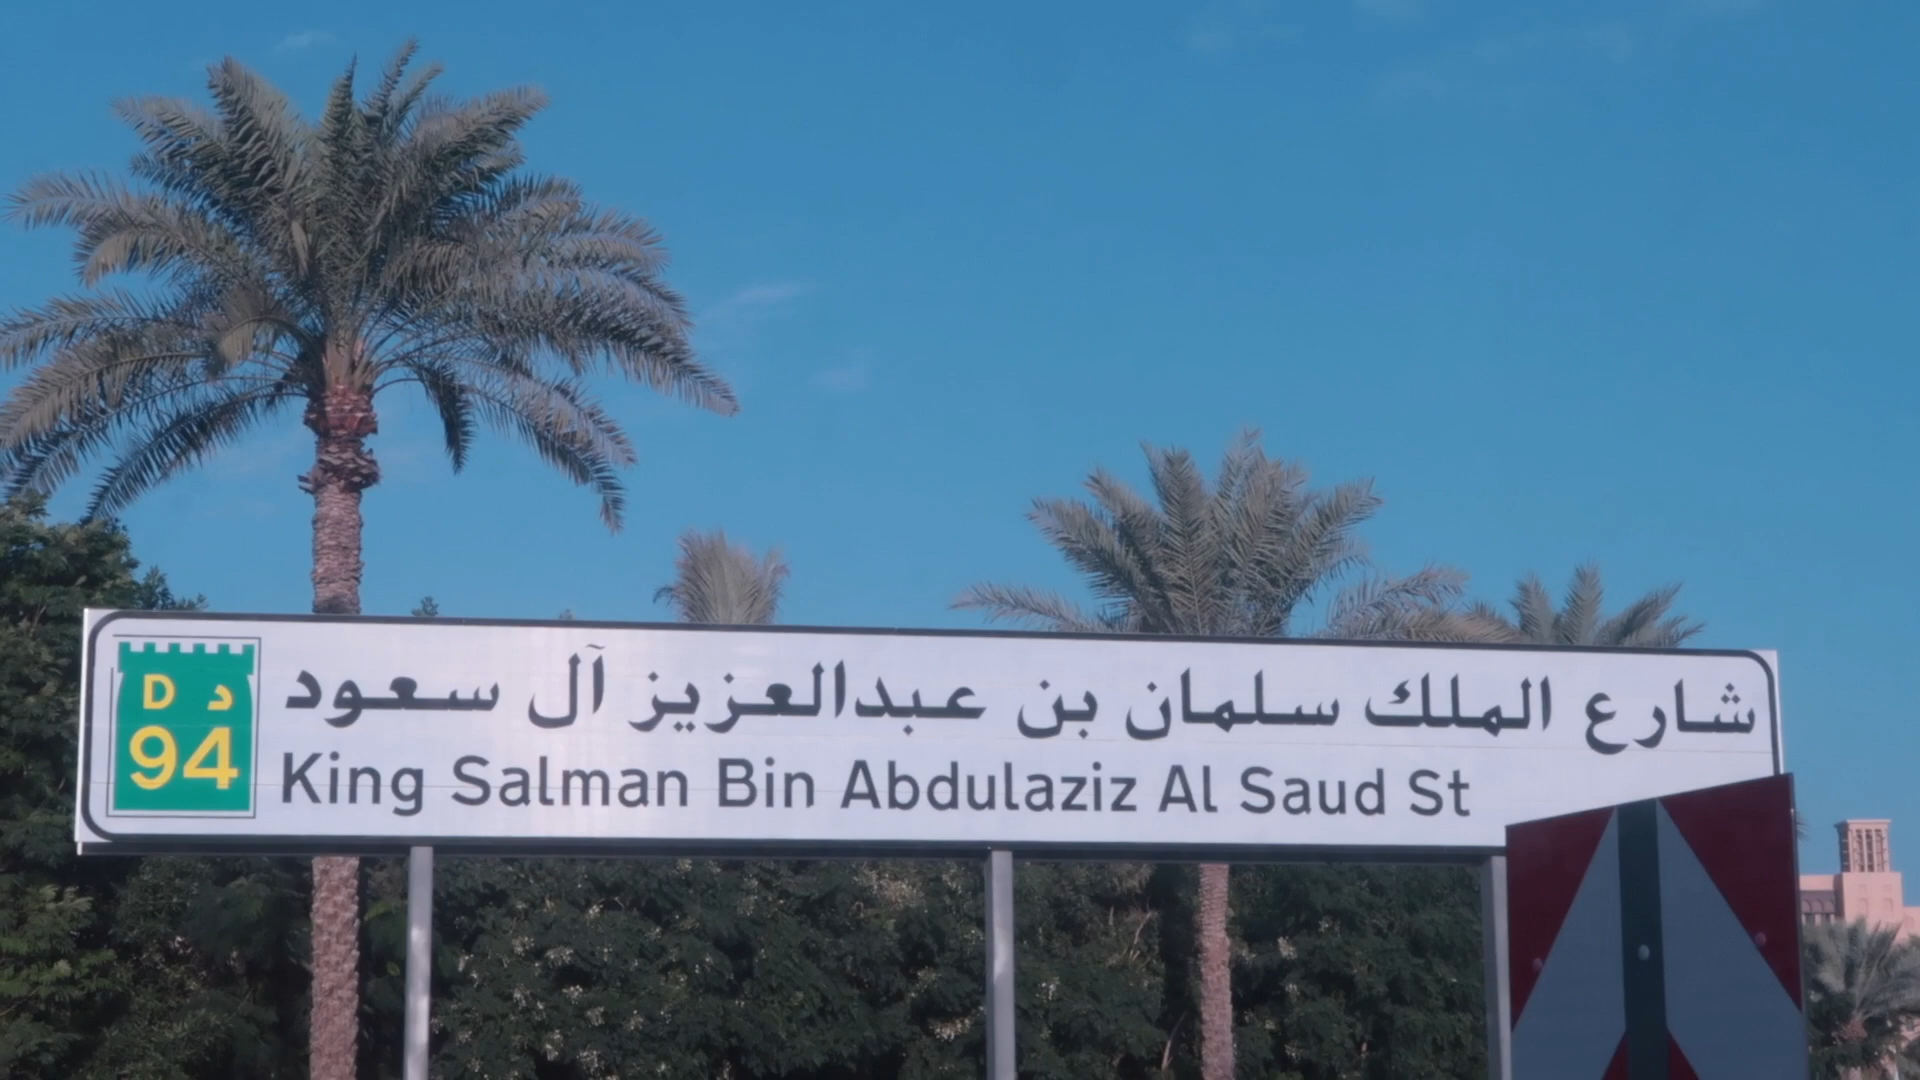 D د
94
شارع الملك سلمان بن عبدالعزيز آل سعود
King Salman Bin Abdulaziz Al Saud St